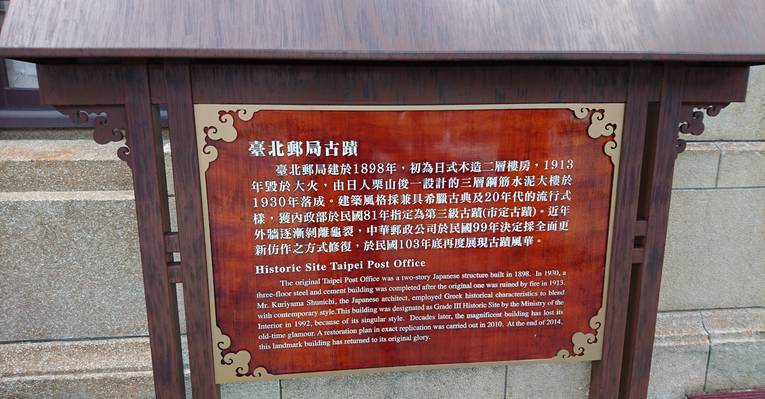 臺北郵局古蹟
臺北郵局建於1898年，初為日式木造二層樓房，1913
年毀於大火，由日人栗山俊一設計的三層鋼筋水泥大樓於
1930年落成。建築風格採兼具希臘古典及20年代的流行式
樣，獲內政部於民國81年指定為第三級古蹟(市定古蹟)。近年
外牆逐漸剝離龜裂，中華郵政公司於民國99年決定採全面更
新仿作之方式修復，於民國103年底再度展現古蹟風華。
Historic Site Taipei Post Office
The original Taipei Post Office was a two-story Japanese structure built in 1898. In 1930, a
three-floor steel and cement building was completed after the original one was ruined by fire in 1913.
Mr. Kuriyama Shunichi, the Japanese architect, employed Greek historical characteristics to blend
with contemporary style.This building was designated as Grade III Historic Site by the Ministry of the
Interior in 1992, because of its singular style. Decades later, the magnificent building has lost its
old-time glamour. A restoration plan in exact replication was carried out in 2010. At the end of 2014,
this landmark building has returned to its original glory.